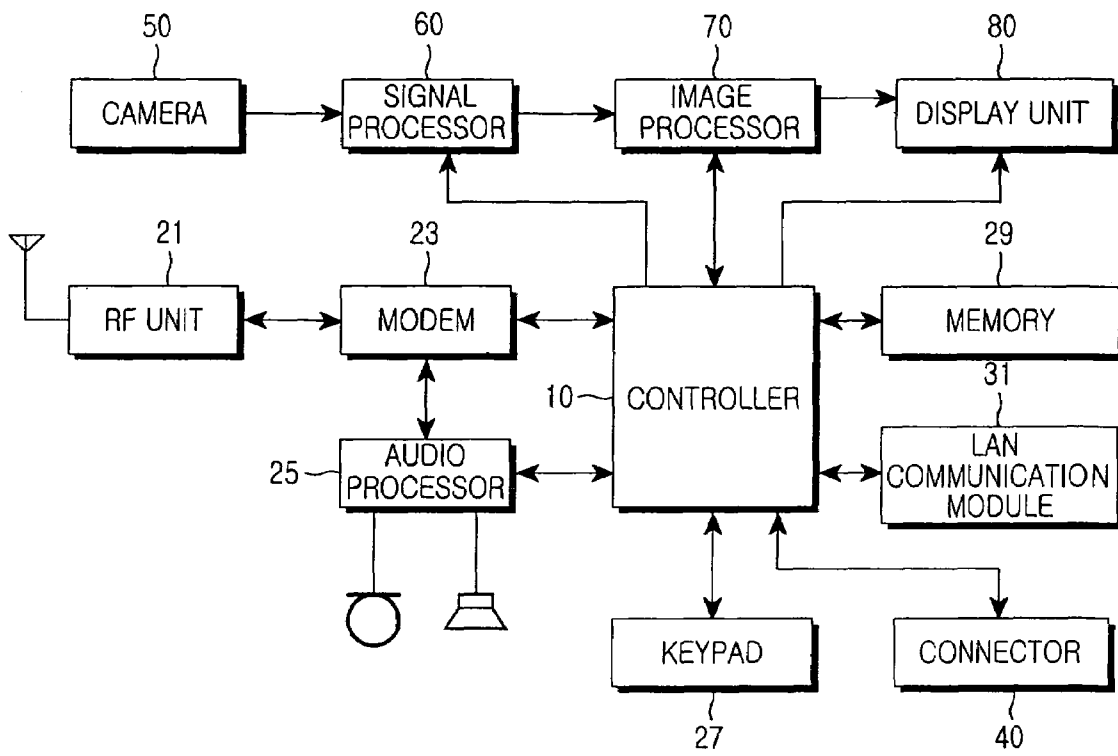 50
60
70
80
CAMERA
SIGNAL
PROCESSOR
IMAGE
PROCESSOR
DISPLAY UNIT
21
23
29
RF UNIT
MODEM
MEMORY
10
CONTROLLER
31
LAN
COMMUNICATION
MODULE
25
AUDIO
PROCESSOR
KEYPAD
CONNECTOR
27
40